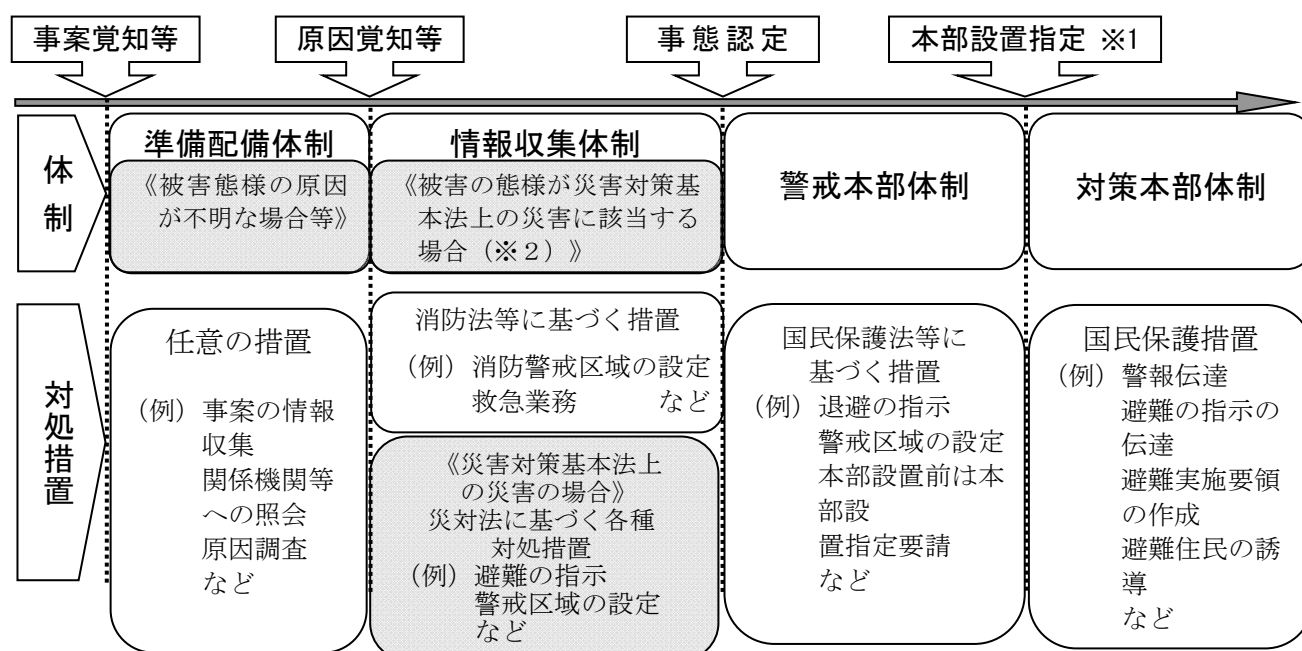 事案覚知等
原因覚知等
事態認定
本部設置指定 ※1
体制
準備配備体制
《被害態様の原因
が不明な場合等》
情報収集体制
《被害の態様が災害対策基
本法上の災害に該当する
場合（※２）》
警戒本部体制
対策本部体制
対処措置
任意の措置
（例）事案の情報
収集
関係機関等
への照会
原因調査
など
消防法等に基づく措置
（例）消防警戒区域の設定
救急業務 など
《災害対策基本法上
の災害の場合》
災対法に基づく各種
対処措置
（例）避難の指示
警戒区域の設定
など
国民保護法等に
基づく措置
（例）退避の指示
警戒区域の設定
本部設置前は本
部設
置指定要請
など
国民保護措置
（例）警報伝達
避難の指示の
伝達
避難実施要領
の作成
避難住民の誘
導
など